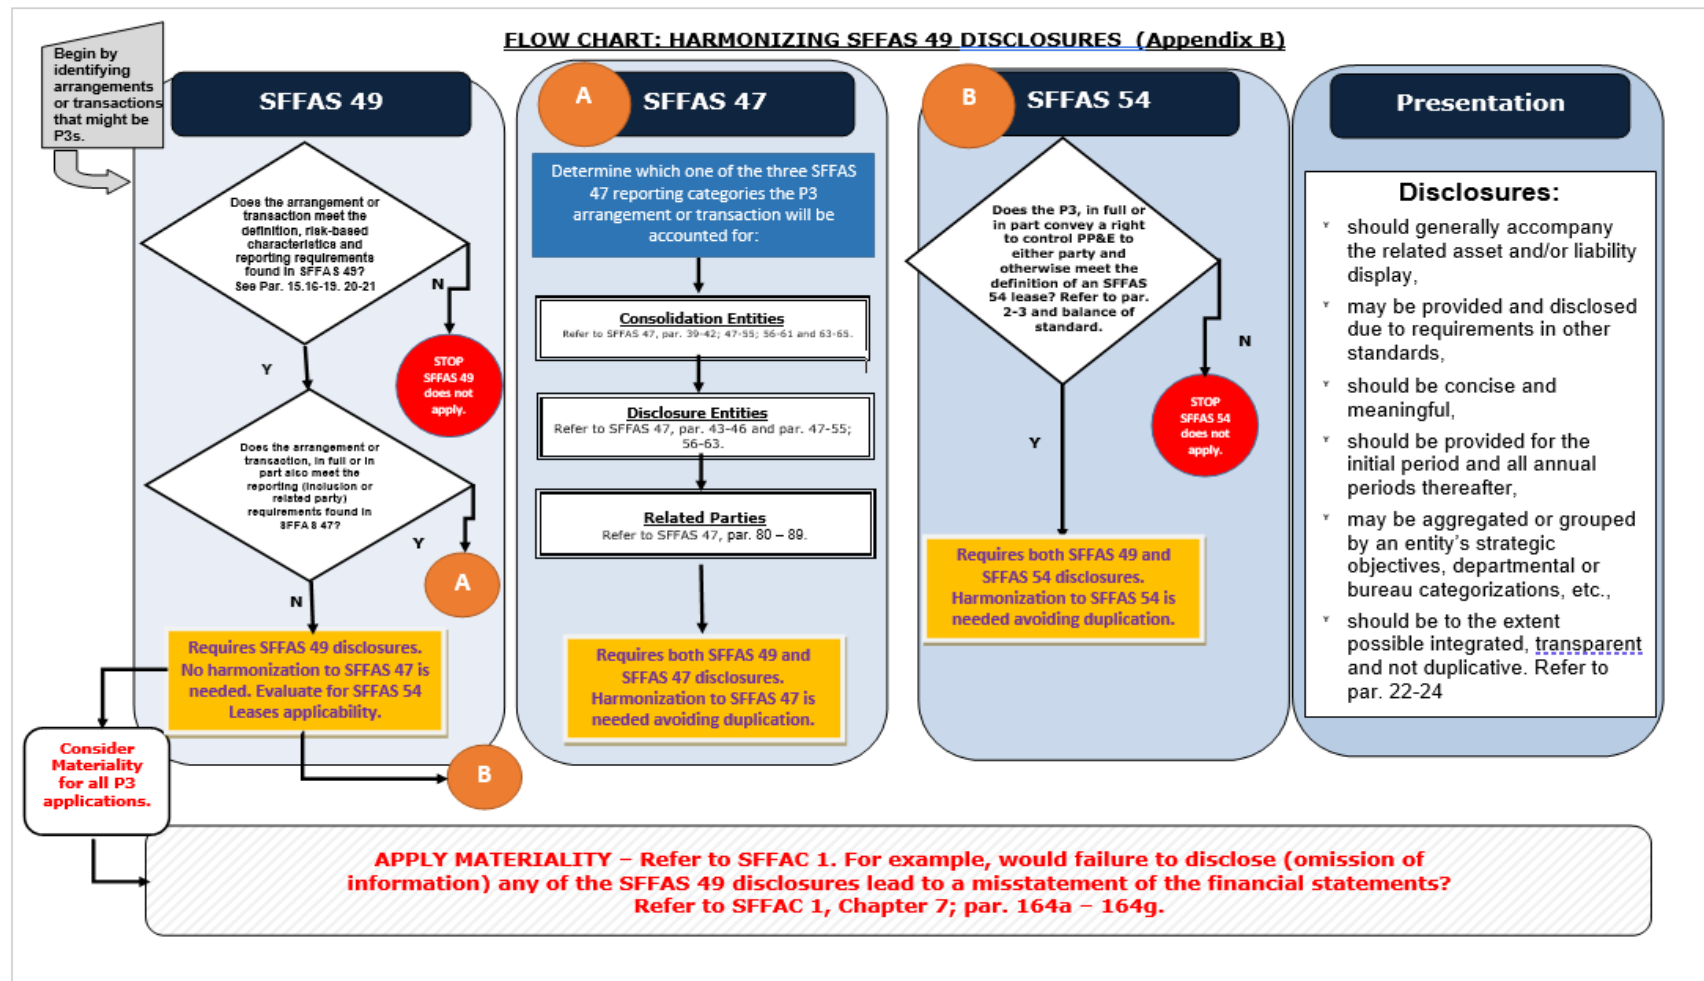 FLOW CHART: HARMONIZING SFFAS 49 DISCLOSURES (Appendix B)
Begin by
identifying
arrangements
or transactions
that might be
P3s.
SFFAS 49
Does the arrangement or
transaction meet the
definition, risk-based
characteristics and
reporting requirements
found in SFFAS 49?
See Par. 15.16-19. 20-21
N
STOP
SFFAS 49
does not
apply.
Y
Does the arrangement or
transaction, in full or in
part also meet the
reporting (inclusion or
related party)
requirements found in
SFFAS 47?
Y
A
N
Requires SFFAS 49 disclosures.
No harmonization to SFFAS 47 is
needed. Evaluate for SFFAS 54
Leases applicability.
B
Consider
Materiality
for all P3
applications.
A
SFFAS 47
Determine which one of the three SFFAS
47 reporting categories the P3
arrangement or transaction will be
accounted for:
Consolidation Entities
Refer to SFFAS 47, par. 39-42; 47-55; 56-61 and 63-65.
Disclosure Entities
Refer to SFFAS 47, par. 43-46 and par. 47-55;
56-63.
Related Parties
Refer to SFFAS 47, par. 80 – 89.
Requires both SFFAS 49 and
SFFAS 47 disclosures.
Harmonization to SFFAS 47 is
needed avoiding duplication.
B
SFFAS 54
Does the P3, in full or
in part convey a right
to control PP&E to
either party and
otherwise meet the
definition of an SFFAS
54 lease? Refer to par.
2-3 and balance of
standard.
N
STOP
SFFAS 54
does not
apply.
Y
Requires both SFFAS 49 and
SFFAS 54 disclosures.
Harmonization to SFFAS 54 is
needed avoiding duplication.
Presentation
Disclosures:
should generally accompany
the related asset and/or liability
display,
may be provided and disclosed
due to requirements in other
standards,
should be concise and
meaningful,
should be provided for the
initial period and all annual
periods thereafter,
may be aggregated or grouped
by an entity's strategic
objectives, departmental or
bureau categorizations, etc.,
should be to the extent
possible integrated, transparent
and not duplicative. Refer to
par. 22-24
APPLY MATERIALITY – Refer to SFFAC 1. For example, would failure to disclose (omission of
information) any of the SFFAS 49 disclosures lead to a misstatement of the financial statements?
Refer to SFFAC 1, Chapter 7; par. 164a – 164g.